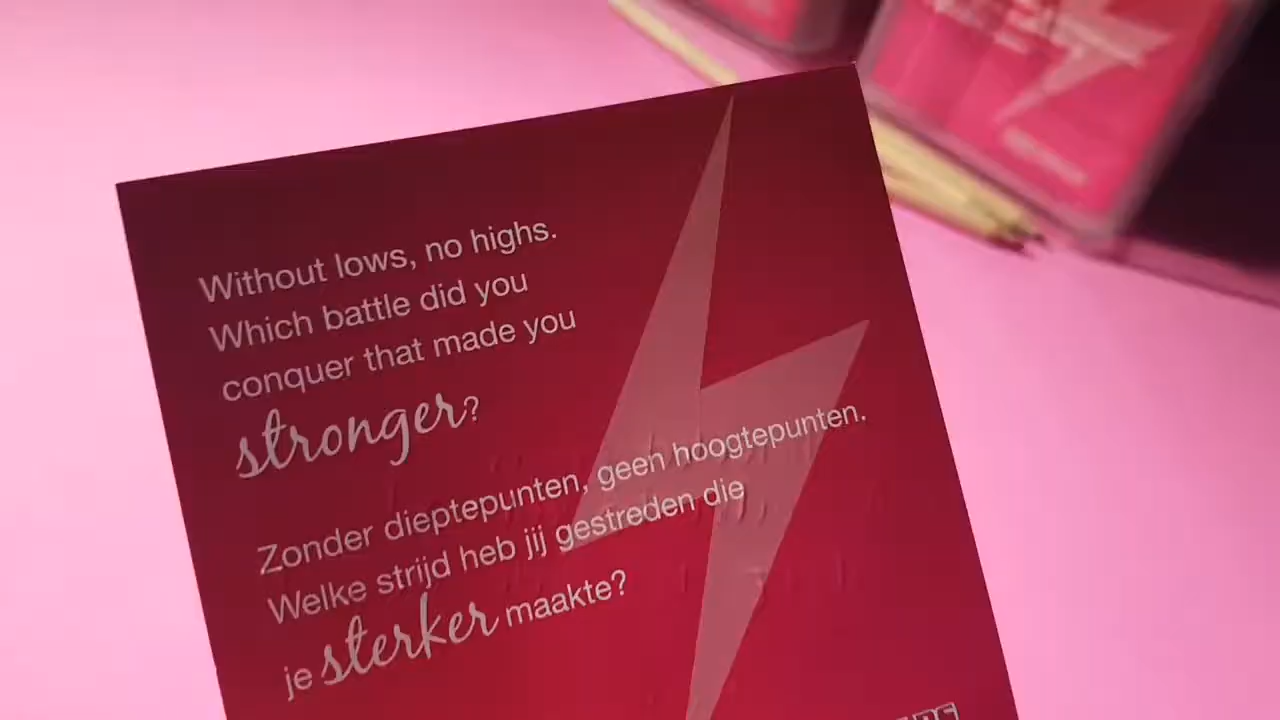 Without lows, no highs.
Which battle did you
conquer that made you
stronger?
Zonder dieptepunten, geen hoogtepunten.
Welke strijd heb jij gestreden die
je sterker maakte?